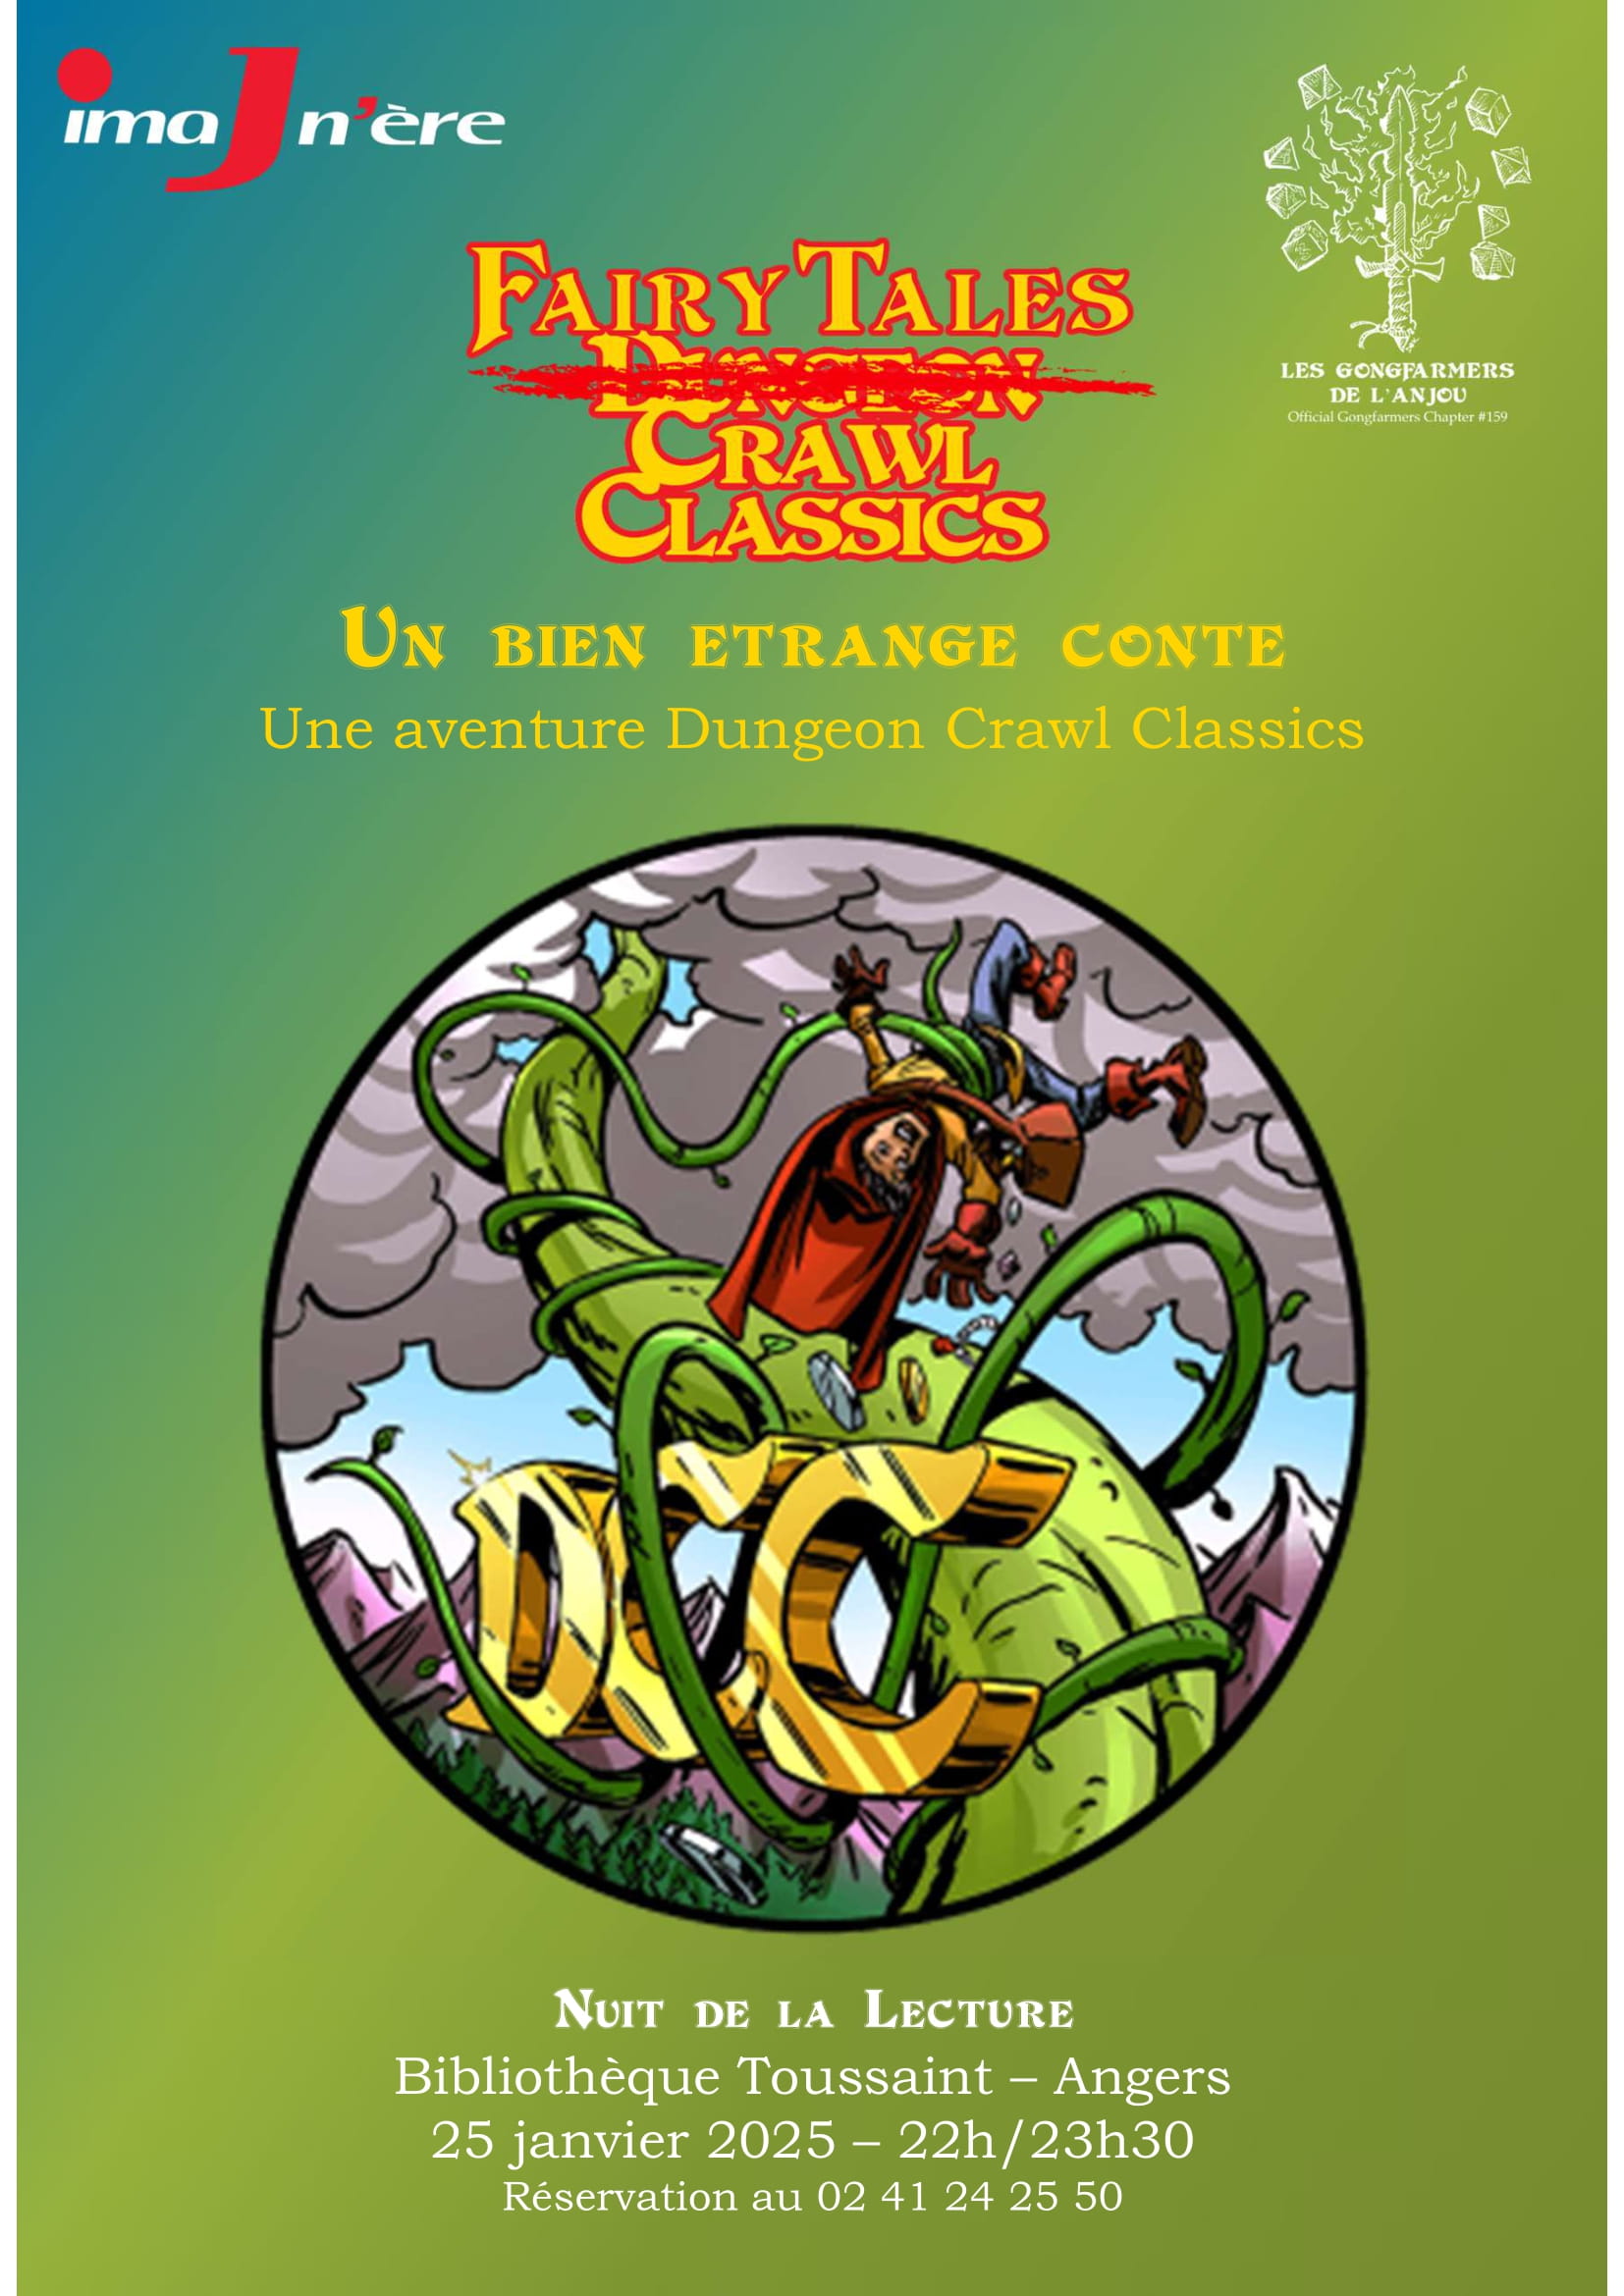 imaJn'ère
LES GONGFARMERS
DE L'ANJOU
Official Gongfarmers Chapter #159
FAIRY TALES
DUNGEON
CRAWL
CLASSICS
UN BIEN ETRANGE CONTE
Une aventure Dungeon Crawl Classics
DCC
NUIT DE LA LECTURE
Bibliothèque Toussaint – Angers
25 janvier 2025 – 22h/23h30
Réservation au 02 41 24 25 50